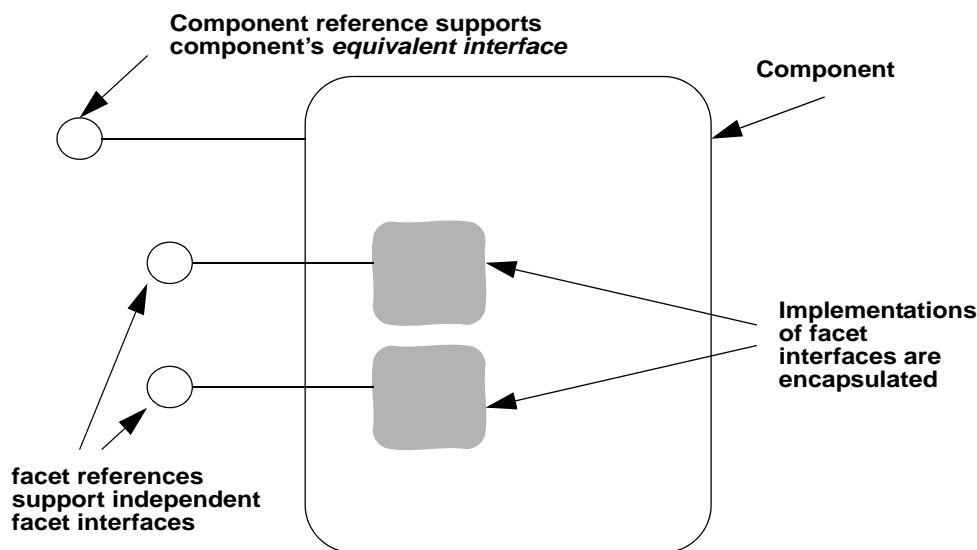 Component reference supports
component’s equivalent interface
Component
Implementations
of facet
interfaces are
encapsulated
facet references
support independent
facet interfaces